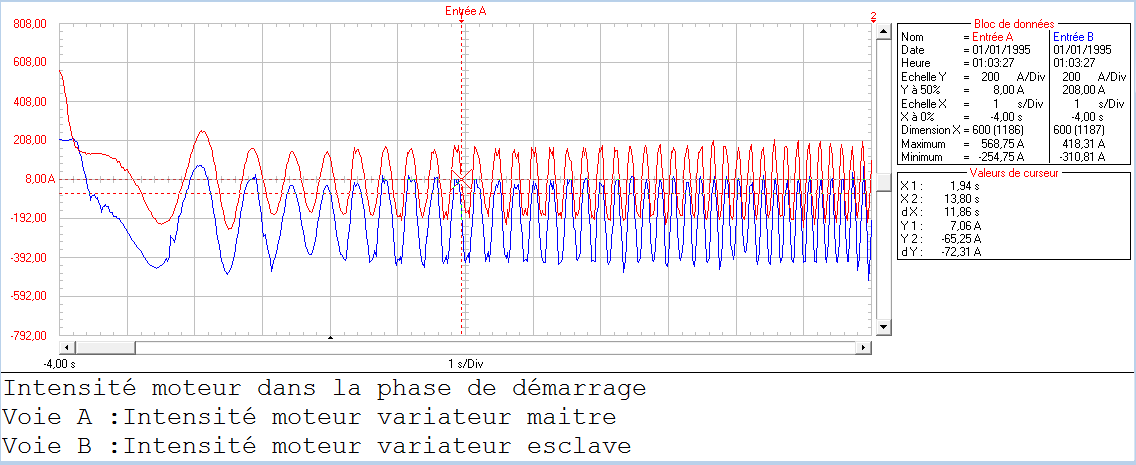 Entrée A
2
808,00
608,00
408,00
208,00
8,00 A
-192,00
-392,00
-592,00
-792,00
-4,00 s
1 s/Div
Bloc de données
Nom = Entrée A Entrée B
Date = 01/01/1995 01/01/1995
Heure = 01:03:27 01:03:27
Echelle Y = 200 A/Div 200 A/Div
Y à 50% = 8,00 A 208,00 A
Echelle X = 1 s/Div 1 s/Div
X à 0% = -4,00 s -4,00 s
Dimension X = 600 (1186) 600 (1187)
Maximum = 568,75 A 418,31 A
Minimum = -254,75 A -310,81 A
Valeurs de curseur
X 1 : 1,94 s
X 2 : 13,80 s
d X : 11,86 s
Y 1 : 7,06 A
Y 2 : -65,25 A
d Y : -72,31 A
Intensité moteur dans la phase de démarrage
Voie A :Intensité moteur variateur maitre
Voie B :Intensité moteur variateur esclave